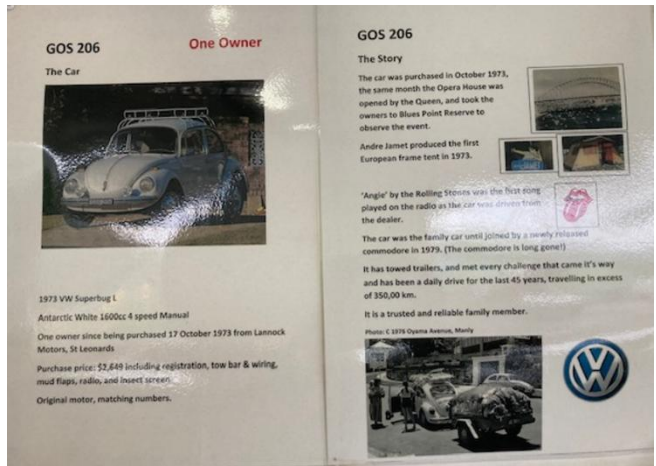 GOS 206
One Owner
The Car
1973 VW Superbug L
Antarctic White 1600cc 4 speed Manual
One owner since being purchased 17 October 1973 from Lannock
Motors, St Leonards
Purchase price: $2,649 including registration, tow bar & wiring,
mud flaps, radio, and insect screen.
Original motor, matching numbers.
GOS 206
The Story
The car was purchased in October 1973,
the same month the Opera House was
opened by the Queen, and took the
owners to Blues Point Reserve to
observe the event.
Andre Jamet produced the first
European frame tent in 1973.
'Angie' by the Rolling Stones was the first song
played on the radio as the car was driven from
the dealer.
The car was the family car until joined by a newly released
commodore in 1979. (The commodore is long gone!)
It has towed trailers, and met every challenge that came it's way
and has been a daily drive for the last 45 years, travelling in excess
of 350,00 km.
It is a trusted and reliable family member.
Photo: C 1976 Oyama Avenue, Manly